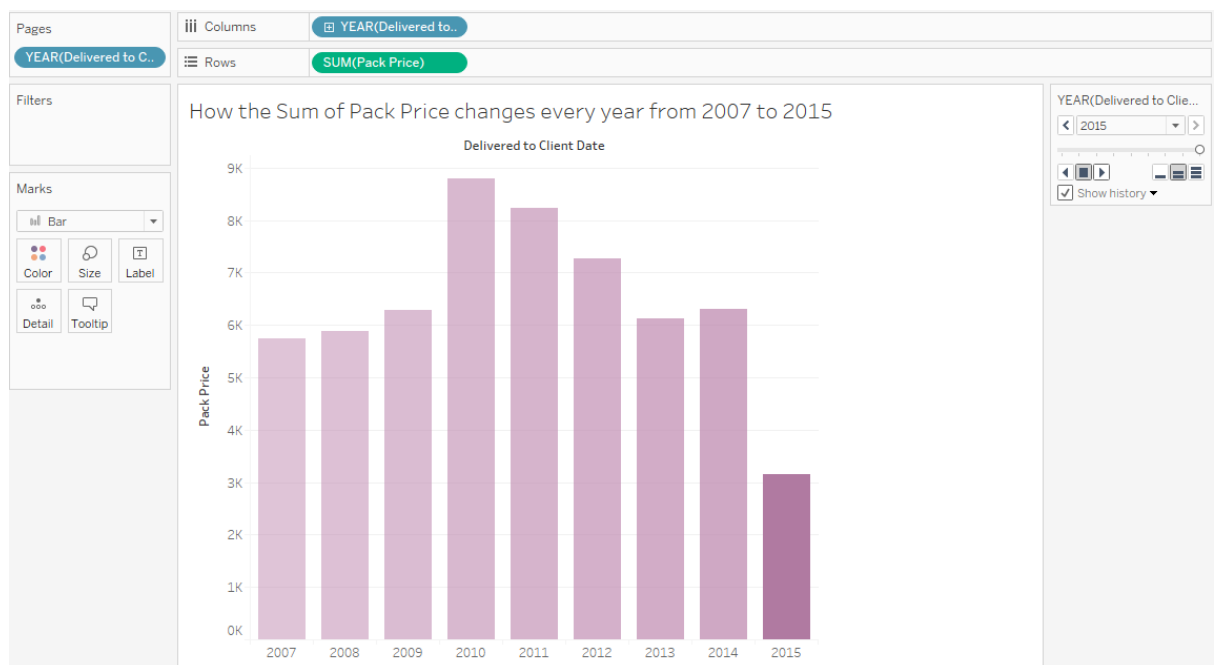 Pages
YEAR(Delivered to C..
Columns
YEAR(Delivered to..
Rows
SUM(Pack Price)
Filters
Marks
Bar
Color
Size
Label
Detail
Tooltip
How the Sum of Pack Price changes every year from 2007 to 2015
Delivered to Client Date
Pack Price
9K
8K
7K
6K
5K
4K
3K
2K
1K
0K
2007 2008 2009 2010 2011 2012 2013 2014 2015
YEAR(Delivered to Clie...
2015
Show history